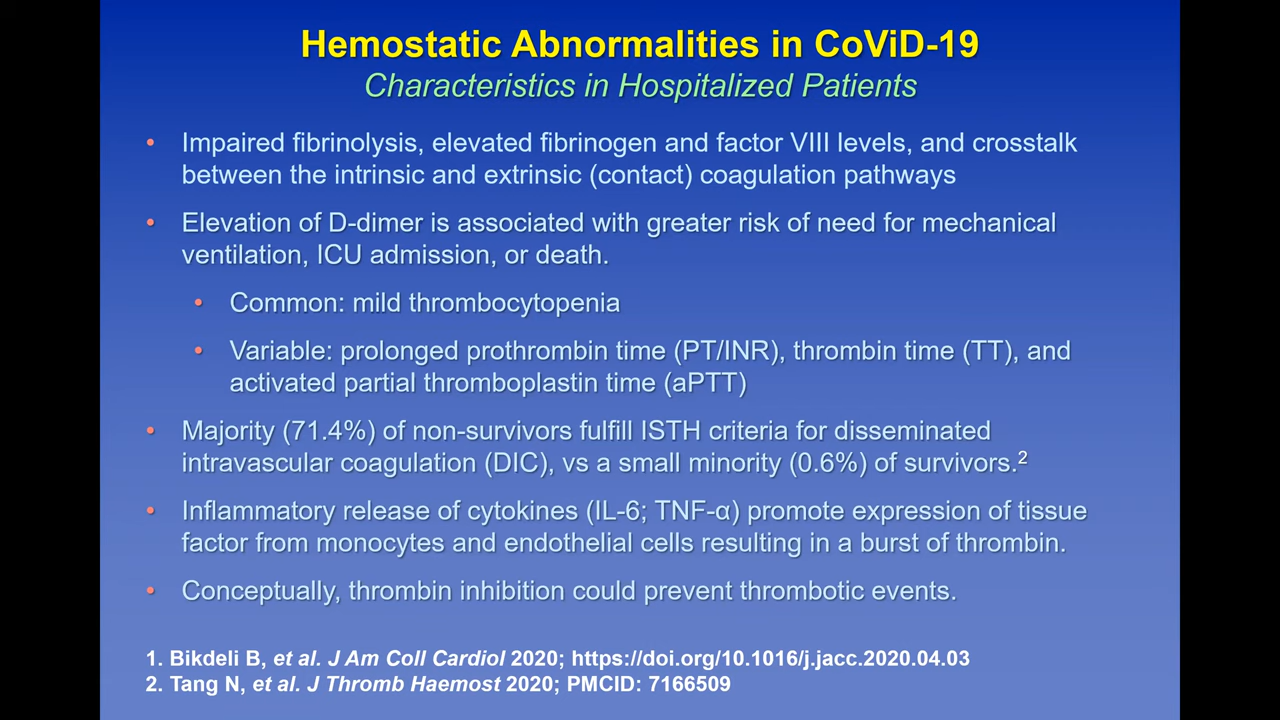 Hemostatic Abnormalities in CoViD-19
Characteristics in Hospitalized Patients
• Impaired fibrinolysis, elevated fibrinogen and factor VIII levels, and crosstalk
between the intrinsic and extrinsic (contact) coagulation pathways
• Elevation of D-dimer is associated with greater risk of need for mechanical
ventilation, ICU admission, or death.
• Common: mild thrombocytopenia
• Variable: prolonged prothrombin time (PT/INR), thrombin time (TT), and
activated partial thromboplastin time (aPTT)
• Majority (71.4%) of non-survivors fulfill ISTH criteria for disseminated
intravascular coagulation (DIC), vs a small minority (0.6%) of survivors.²
• Inflammatory release of cytokines (IL-6; TNF-α) promote expression of tissue
factor from monocytes and endothelial cells resulting in a burst of thrombin.
• Conceptually, thrombin inhibition could prevent thrombotic events.
1. Bikdeli B, et al. J Am Coll Cardiol 2020; https://doi.org/10.1016/j.jacc.2020.04.03
2. Tang N, et al. J Thromb Haemost 2020; PMCID: 7166509